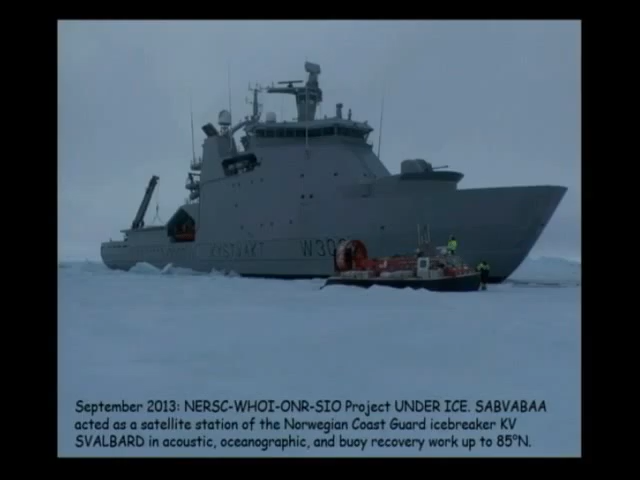 KYSTVAKT
W303
September 2013: NERSC-WHOI-ONR-SIO Project UNDER ICE. SABVABAA
acted as a satellite station of the Norwegian Coast Guard icebreaker KV
SVALBARD in acoustic, oceanographic, and buoy recovery work up to 85°N.